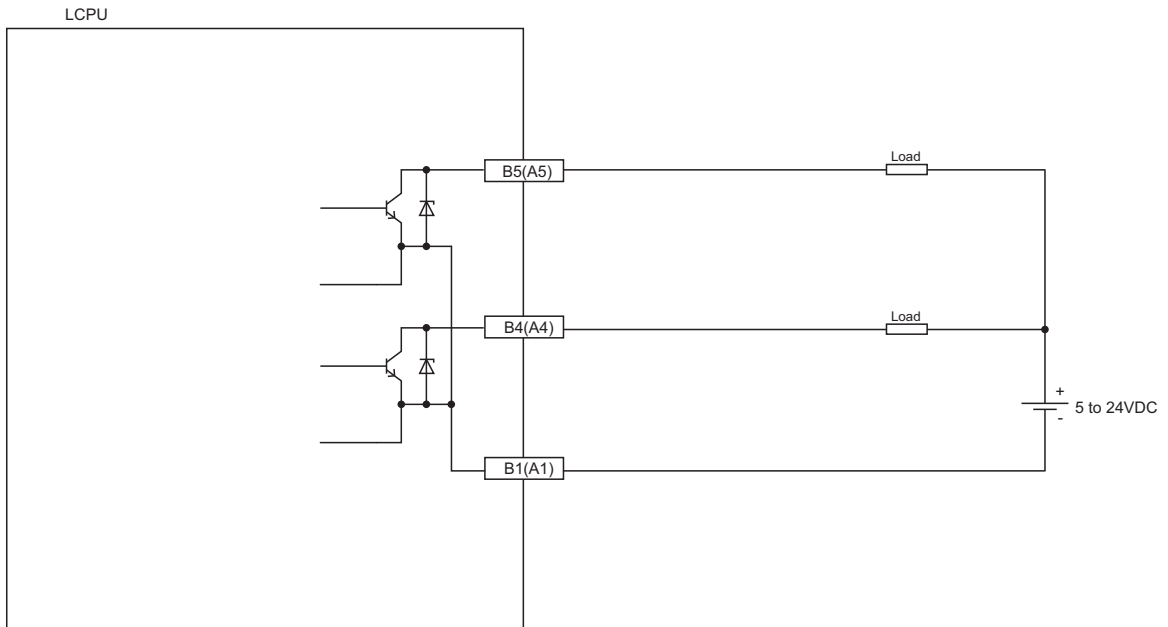 LCPU
B5(A5)
Load
B4(A4)
Load
+
5 to 24VDC
-
B1(A1)